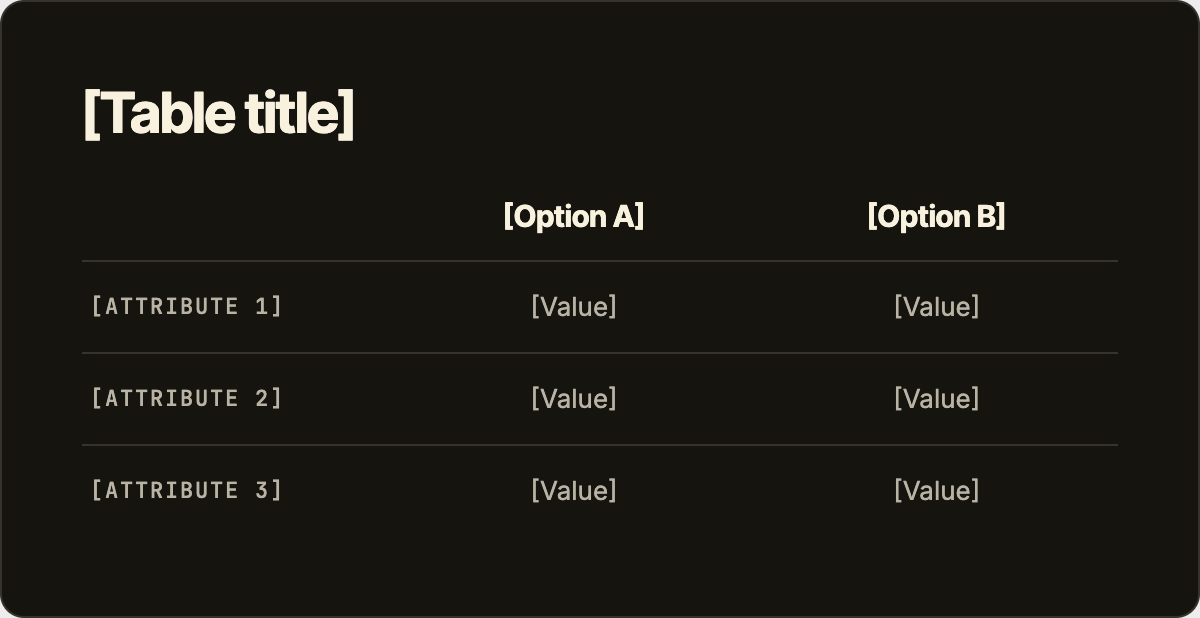 [Table title]
[Option A] [Option B]
[ATTRIBUTE 1] [Value] [Value]
[ATTRIBUTE 2] [Value] [Value]
[ATTRIBUTE 3] [Value] [Value]